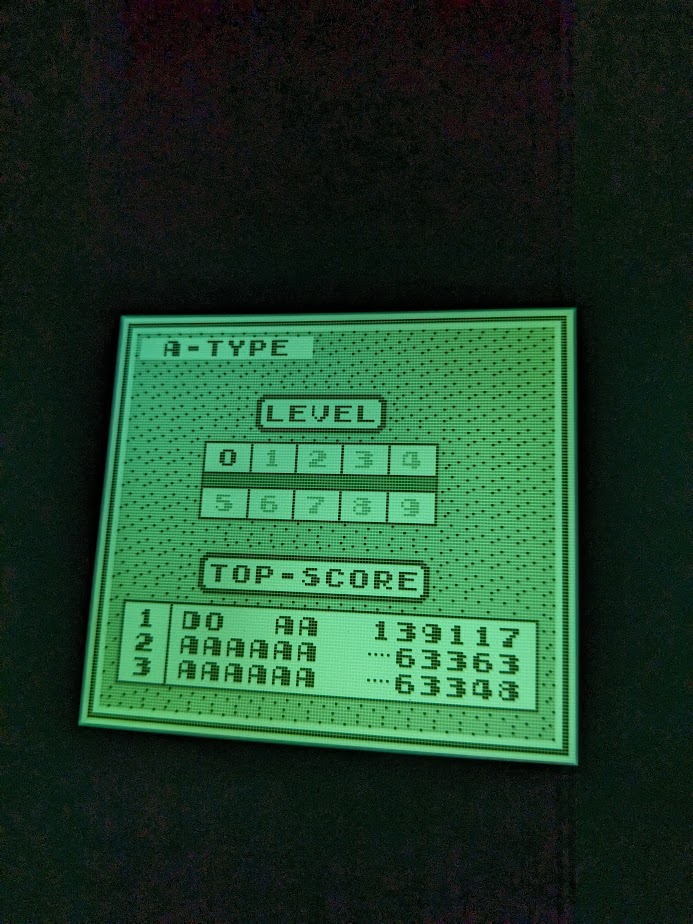 A-TYPE
LEVEL
0 1 2 3 4
5 6 7 8 9
TOP-SCORE
1 DO AA 139117
2 AAAAAA ....63363
3 AAAAAA ....63348